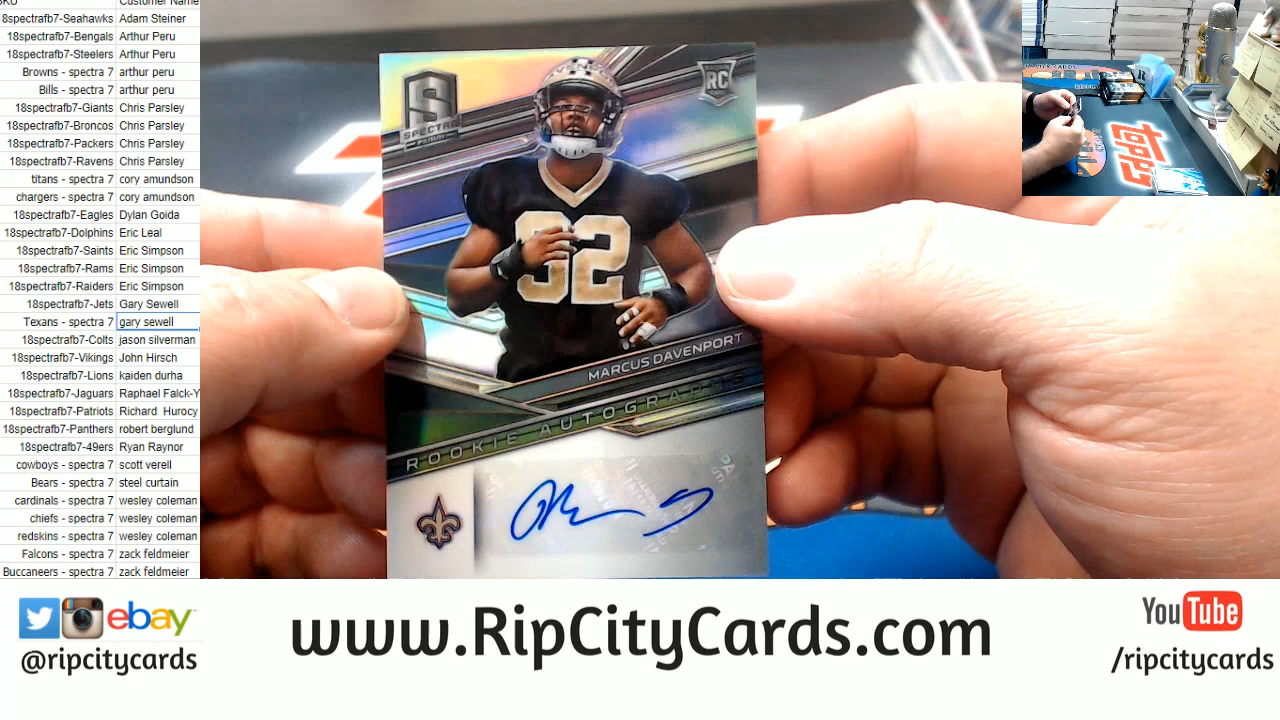 SKU Customer Name
18spectrafb7-Seahawks Adam Steiner
18spectrafb7-Bengals Arthur Peru
18spectrafb7-Steelers Arthur Peru
Browns - spectra 7 arthur peru
Bills - spectra 7 arthur peru
18spectrafb7-Giants Chris Parsley
18spectrafb7-Broncos Chris Parsley
18spectrafb7-Packers Chris Parsley
18spectrafb7-Ravens Chris Parsley
titans - spectra 7 cory amundson
chargers - spectra 7 cory amundson
18spectrafb7-Eagles Dylan Goida
18spectrafb7-Dolphins Eric Leal
18spectrafb7-Saints Eric Simpson
18spectrafb7-Rams Eric Simpson
18spectrafb7-Raiders Eric Simpson
18spectrafb7-Jets Gary Sewell
Texans - spectra 7 gary sewell
18spectrafb7-Colts jason silverman
18spectrafb7-Vikings John Hirsch
18spectrafb7-Lions kaiden durha
18spectrafb7-Jaguars Raphael Falck-Y
18spectrafb7-Patriots Richard Hurocy
18spectrafb7-Panthers robert berglund
18spectrafb7-49ers Ryan Raynor
cowboys - spectra 7 scott verell
Bears - spectra 7 steel curtain
cardinals - spectra 7 wesley coleman
chiefs - spectra 7 wesley coleman
redskins - spectra 7 wesley coleman
Falcons - spectra 7 zack feldmeier
Buccaneers - spectra 7 zack feldmeier
S
SPECTRA
RC
92
MARCUS DAVENPORT
ROOKIE AUTOGRAPHS
topps
ebay
@ripcitycards
www.RipCityCards.com
YouTube
/ripcitycards